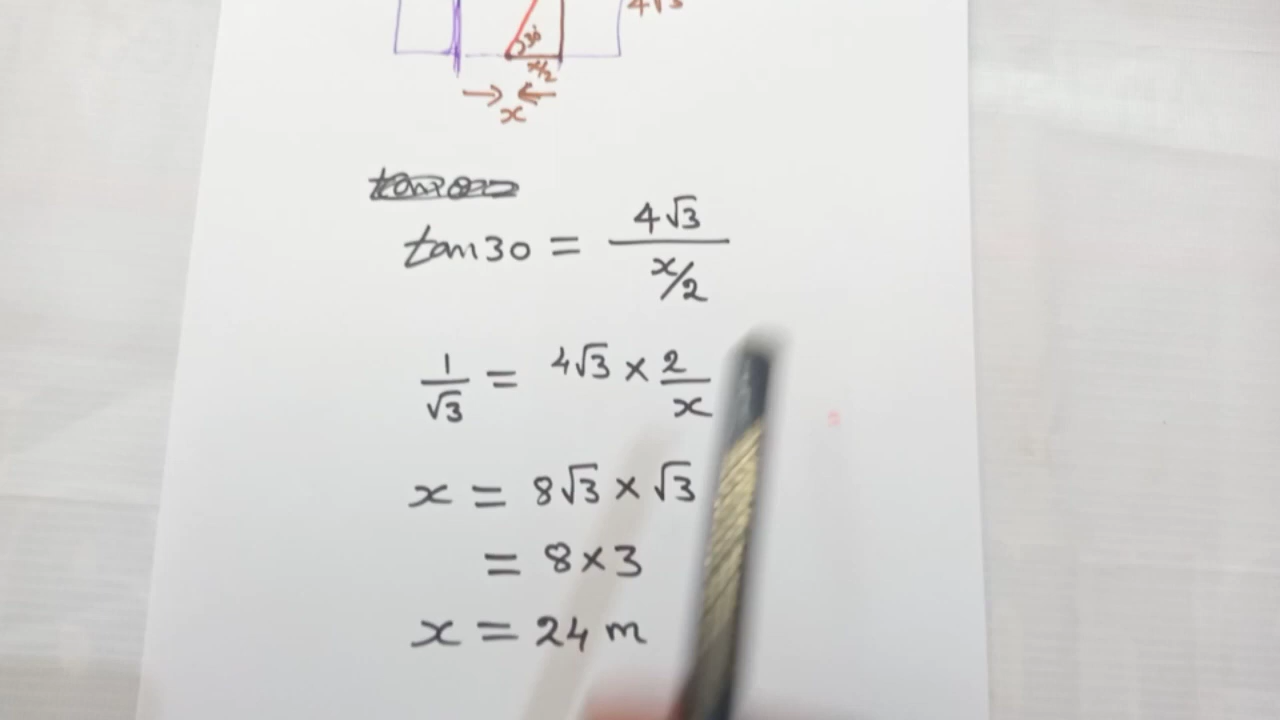 4√3
30
x/2
x
tan30 = 4√3 / x/2
1/√3 = 4√3 × 2/x
x = 8√3 × √3
= 8×3
x = 24 m